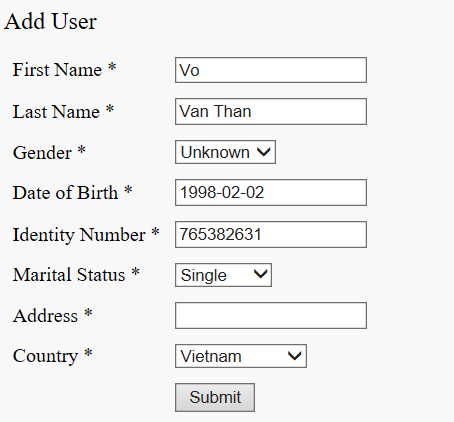 Add User
First Name * Vo
Last Name * Van Than
Gender * Unknown
Date of Birth * 1998-02-02
Identity Number * 765382631
Marital Status * Single
Address *
Country * Vietnam
Submit